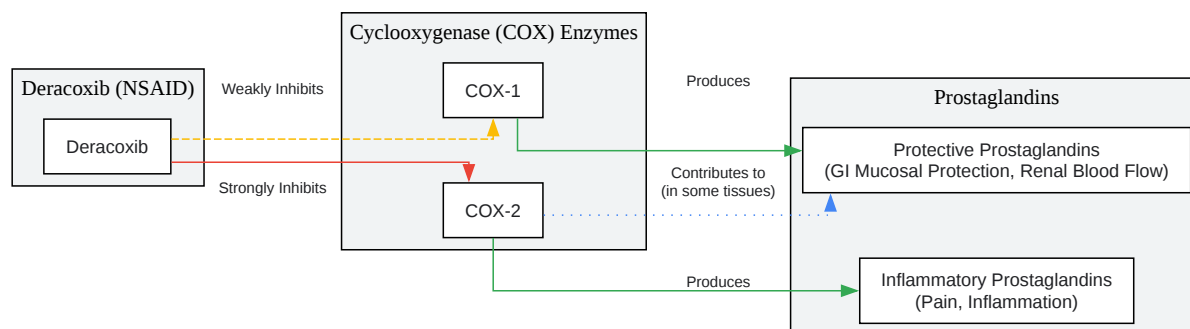 Cyclooxygenase (COX) Enzymes
Deracoxib (NSAID)
Weakly Inhibits
COX-1
Produces
Prostaglandins
Deracoxib
Protective Prostaglandins
(GI Mucosal Protection, Renal Blood Flow)
Strongly Inhibits
Contributes to
(in some tissues)
COX-2
Produces
Inflammatory Prostaglandins
(Pain, Inflammation)